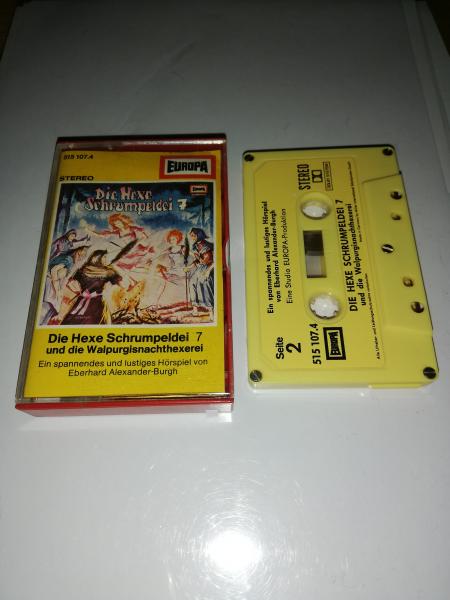 515 107.4
EUROPA
STEREO
Die Hexe
Schrumpeldei 7
Die Hexe Schrumpeldei 7
und die Walpurgisnachthexerei
Ein spannendes und lustiges Hörspiel von
Eberhard Alexander-Burgh
STEREO
Ein spannendes und lustiges Hörspiel
von Eberhard Alexander-Burgh
Eine Studio EUROPA-Produktion
DIE HEXE SCHRUMPELDEI 7
und die Walpurgisnachthexerei
Seite
2
515 107.4
EUROPA